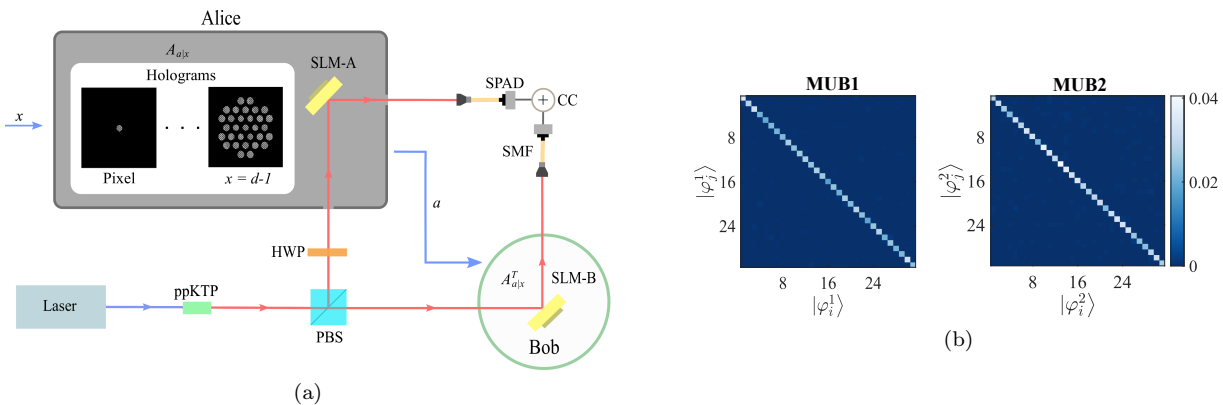 Alice
A_{a|x}
Holograms
Pixel
. . .
x = d-1
x
SLM-A
SPAD
CC
SMF
a
HWP
Laser
ppKTP
PBS
A^T_{a|x}
SLM-B
Bob
(a)
MUB1
8
16
24
|φ^1_j⟩
8 16 24
|φ^1_i⟩
MUB2
8
16
24
|φ^2_j⟩
8 16 24
|φ^2_i⟩
0.04
0.02
0
(b)